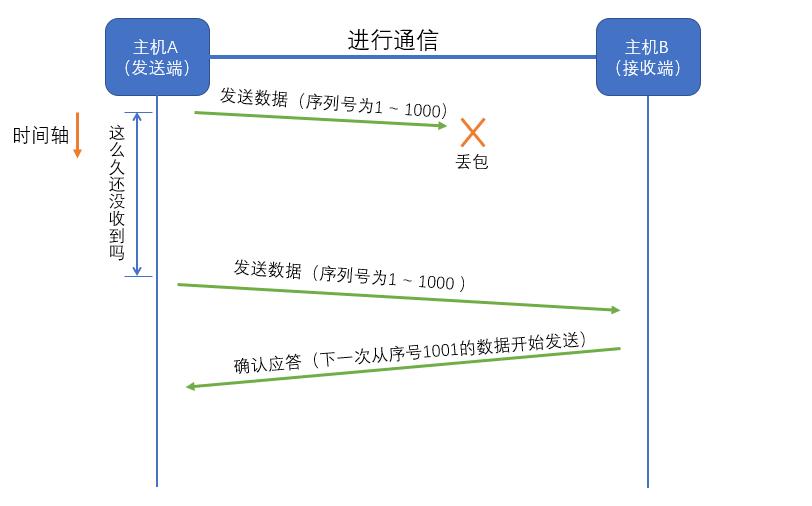 进行通信
主机A
（发送端）
主机B
（接收端）
发送数据（序列号为1 ~ 1000）
时间轴
这么久还没收到吗
丢包
发送数据（序列号为1 ~ 1000 ）
确认应答（下一次从序号1001的数据开始发送）